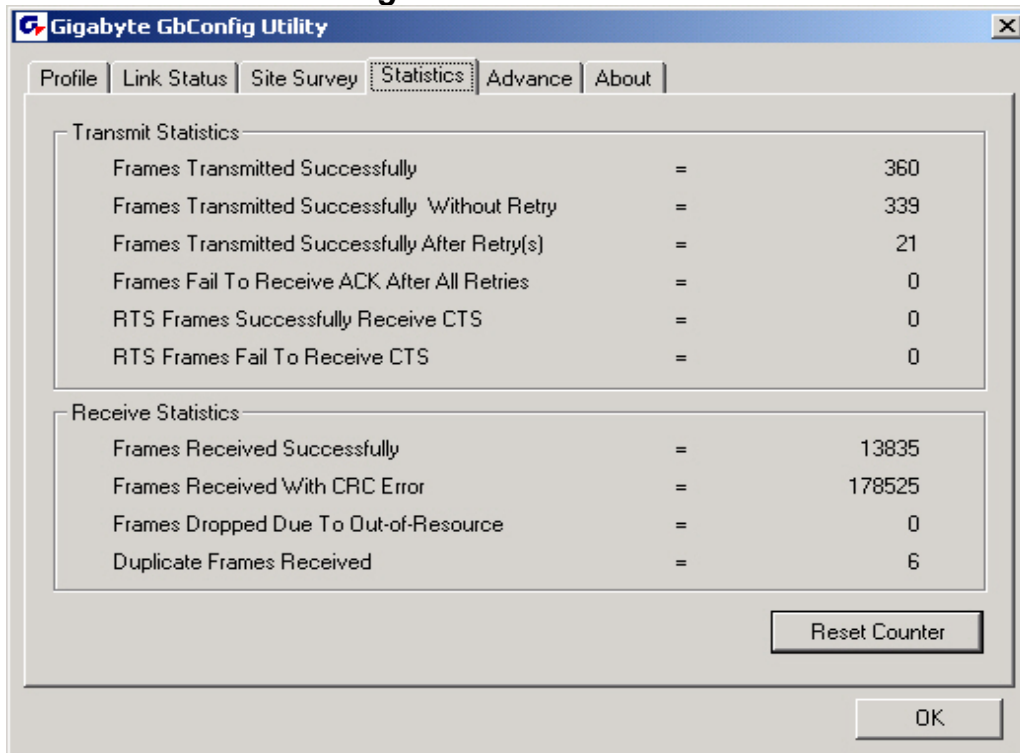 Gigabyte GbConfig Utility
Profile Link Status Site Survey Statistics Advance About
Transmit Statistics
Frames Transmitted Successfully = 360
Frames Transmitted Successfully Without Retry = 339
Frames Transmitted Successfully After Retry(s) = 21
Frames Fail To Receive ACK After All Retries = 0
RTS Frames Successfully Receive CTS = 0
RTS Frames Fail To Receive CTS = 0
Receive Statistics
Frames Received Successfully = 13835
Frames Received With CRC Error = 178525
Frames Dropped Due To Out-of-Resource = 0
Duplicate Frames Received = 6
Reset Counter
OK